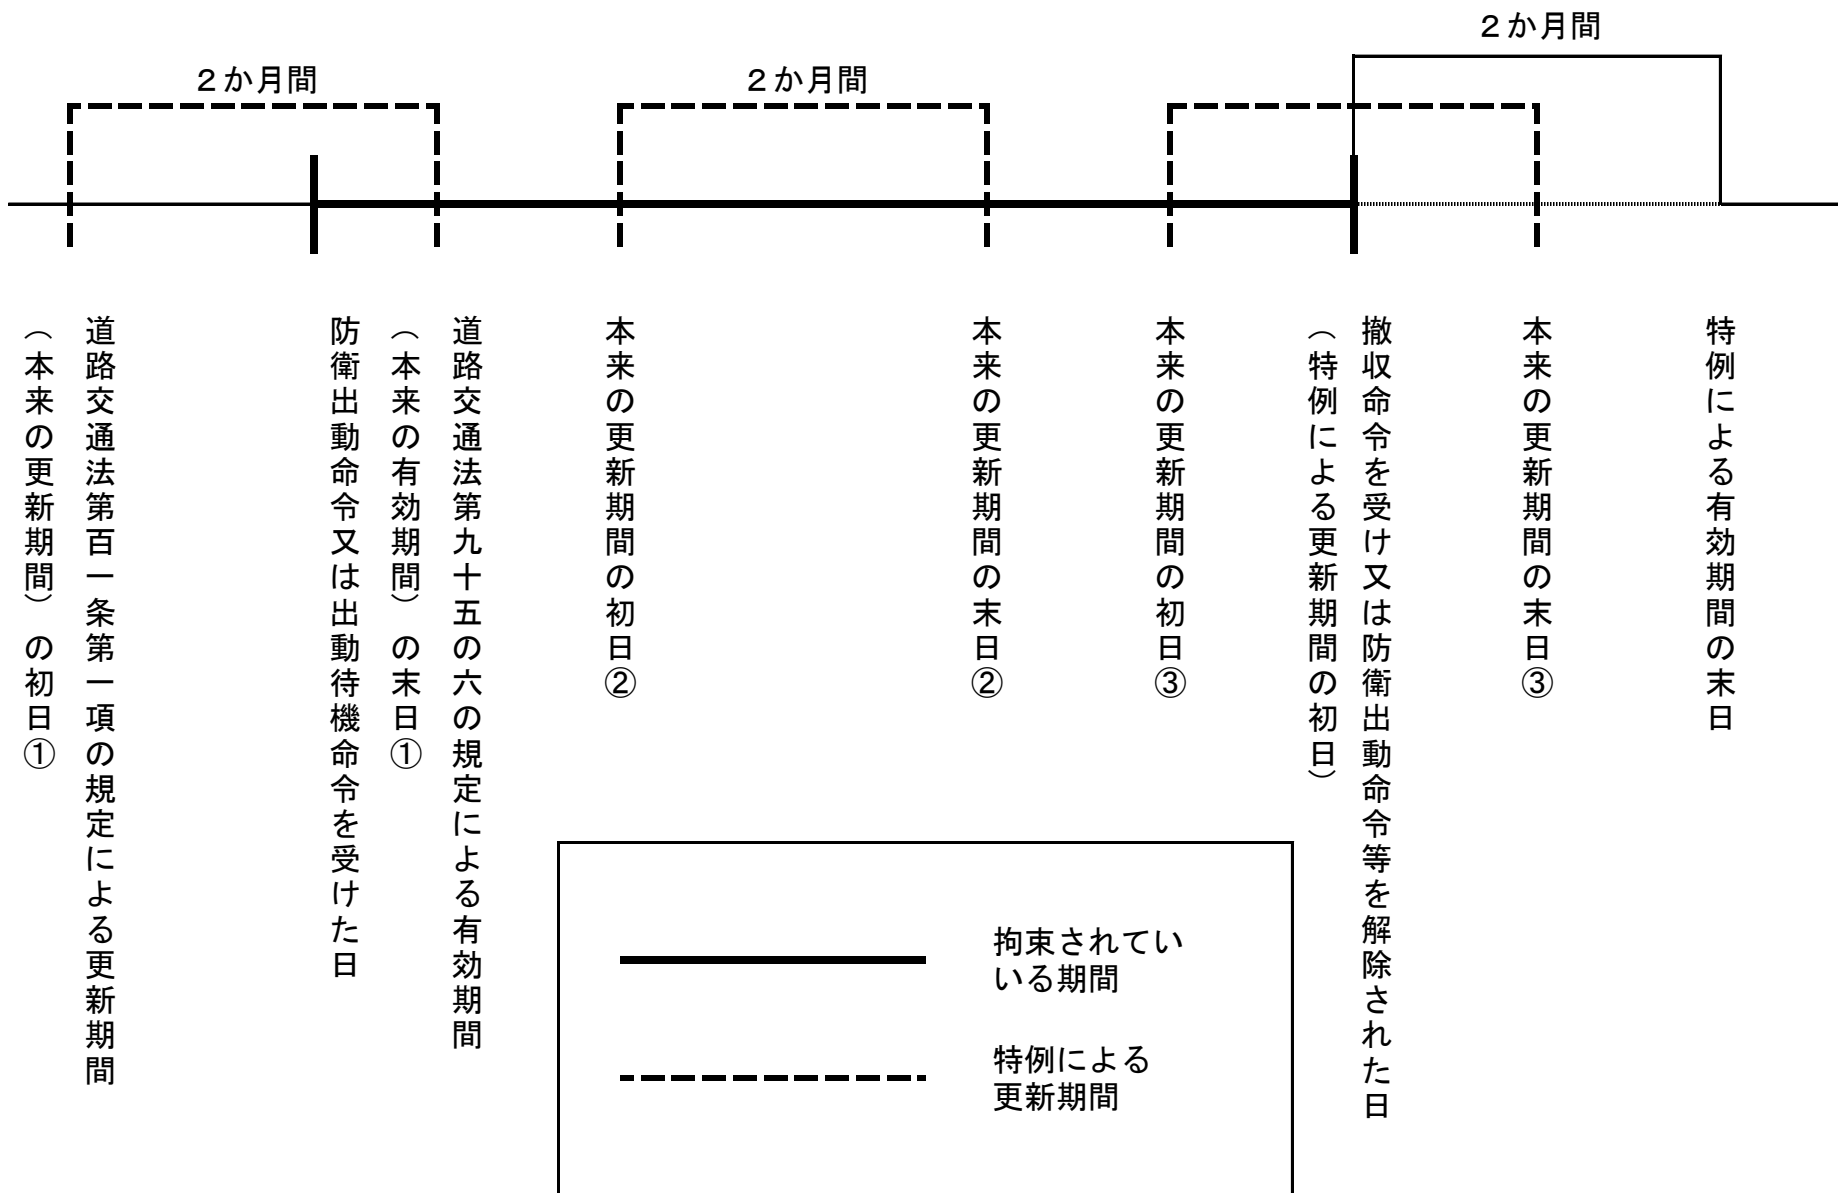 ２か月間
２か月間
２か月間
道路交通法第百一条第一項の規定による更新期間
（本来の更新期間）の初日①
防衛出動命令又は出動待機命令を受けた日
道路交通法第九十五の六の規定による有効期間
（本来の有効期間）の末日①
本来の更新期間の初日②
本来の更新期間の末日②
本来の更新期間の初日③
撤収命令を受け又は防衛出動命令等を解除された日
（特例による更新期間の初日）
本来の更新期間の末日③
特例による有効期間の末日
拘束されてい
いる期間
特例による
更新期間